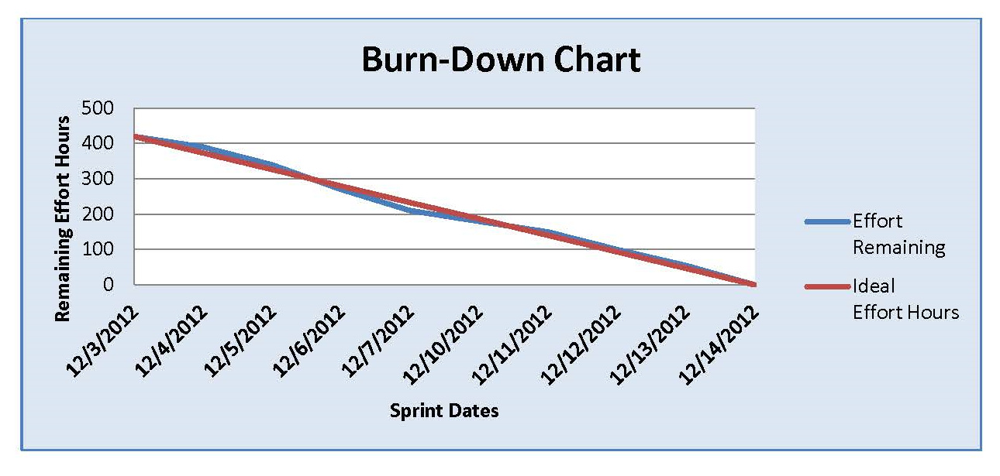 Burn-Down Chart
Remaining Effort Hours
500
400
300
200
100
0
12/3/2012
12/4/2012
12/5/2012
12/6/2012
12/7/2012
12/10/2012
12/11/2012
12/12/2012
12/13/2012
12/14/2012
Sprint Dates
Effort
Remaining
Ideal
Effort Hours